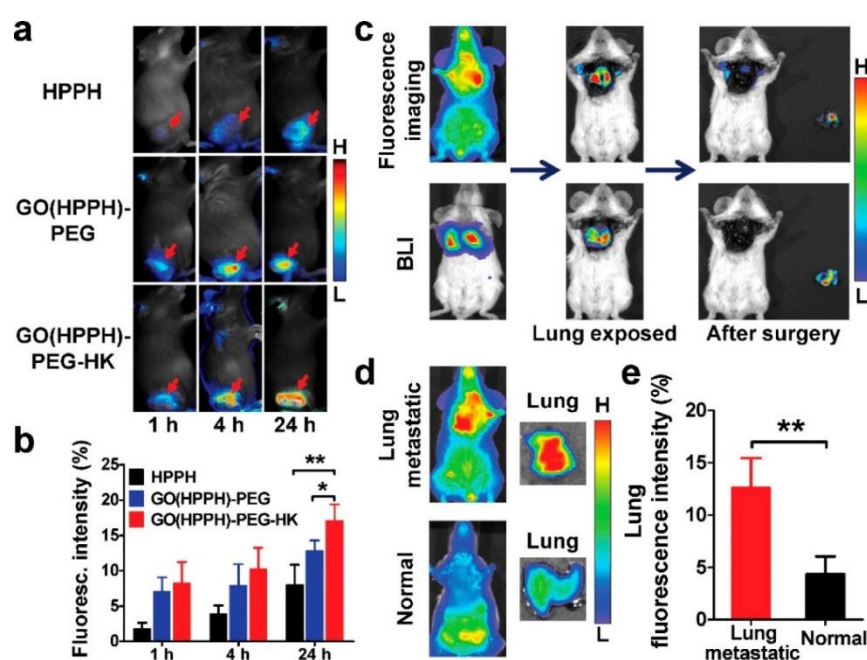 a
HPPH
GO(HPPH)-
PEG
GO(HPPH)-
PEG-HK
1 h
4 h
24 h
H
L
b
Fluoresc. intensity (%)
25
20
15
10
5
0
HPPH
GO(HPPH)-PEG
GO(HPPH)-PEG-HK
**
*
1 h
4 h
24 h
c
Fluorescence
imaging
BLI
Lung exposed
After surgery
H
L
d
Lung
metastatic
Normal
Lung
Lung
H
L
e
Lung
fluorescence intensity (%)
20
15
10
5
0
**
Lung
metastatic
Normal